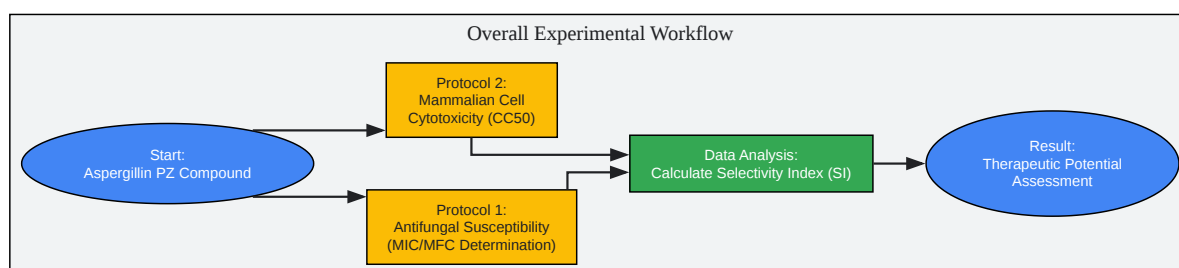 Overall Experimental Workflow
Start:
Aspergillin PZ Compound
Protocol 2:
Mammalian Cell
Cytotoxicity (CC50)
Protocol 1:
Antifungal Susceptibility
(MIC/MFC Determination)
Data Analysis:
Calculate Selectivity Index (SI)
Result:
Therapeutic Potential
Assessment